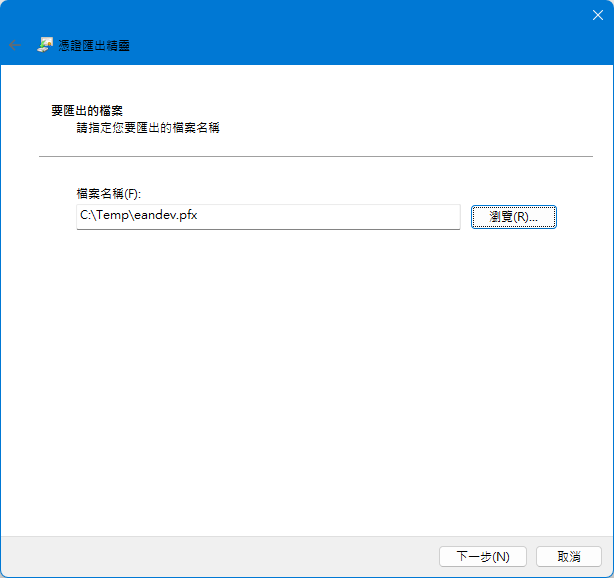 憑證匯出精靈
要匯出的檔案
請指定您要匯出的檔案名稱
檔案名稱(F):
C:\Temp\eandev.pfx
瀏覽(R)...
下一步(N)
取消